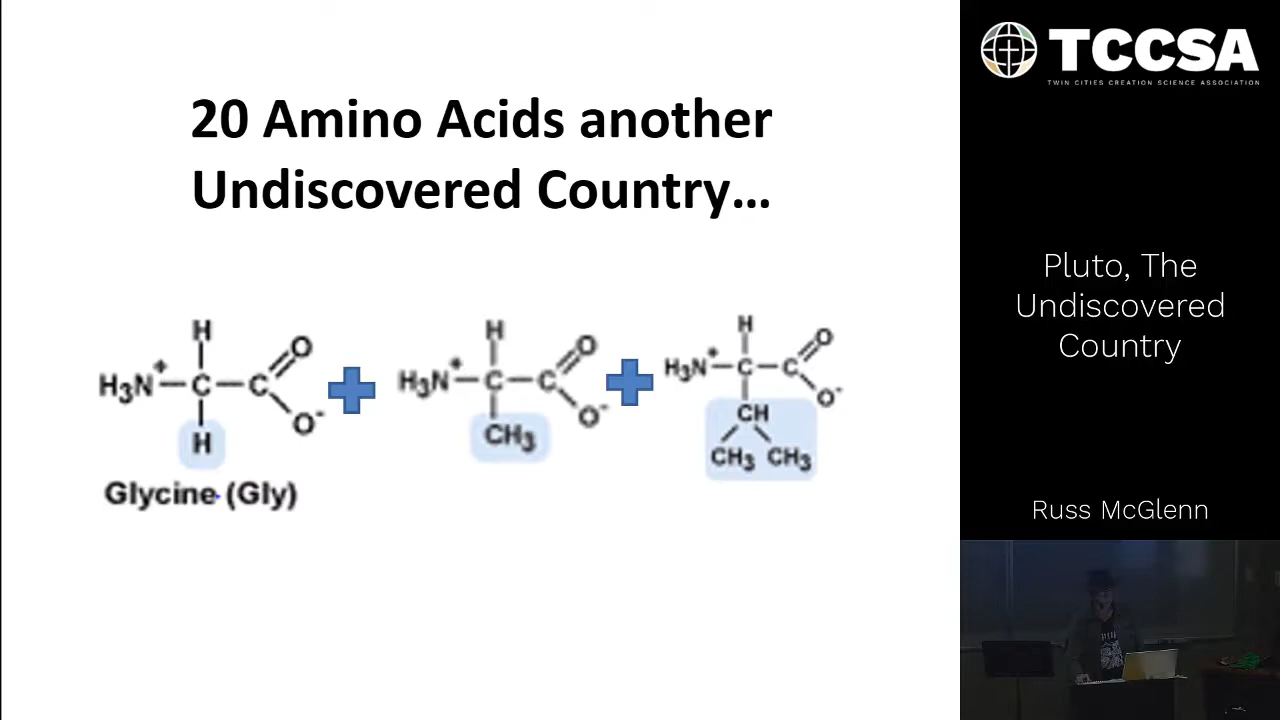 20 Amino Acids another
Undiscovered Country...
H
H₃N⁺—C—C
O
O⁻
H
Glycine (Gly)
H
H₃N⁺—C—C
O
O⁻
CH₃
H
H₃N⁺—C—C
O
O⁻
CH
CH₃ CH₃
TCCSA
TWIN CITIES CREATION SCIENCE ASSOCIATION
Pluto, The
Undiscovered
Country
Russ McGlenn